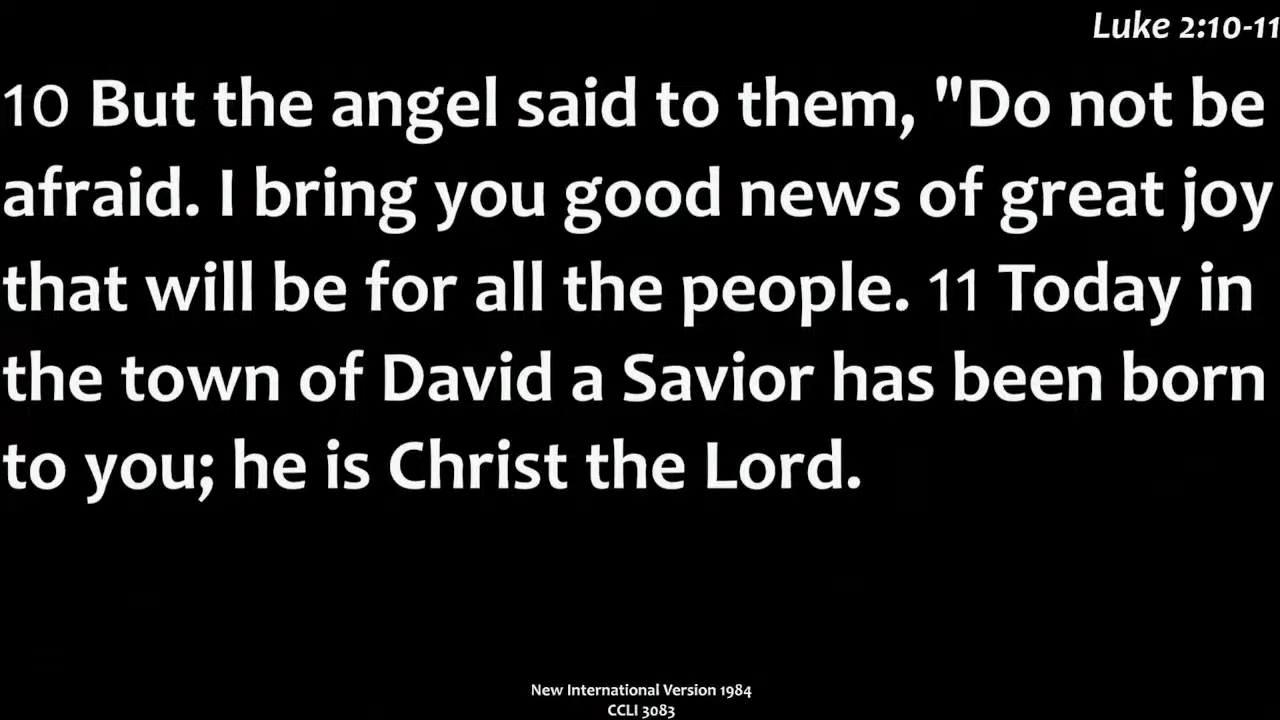 Luke 2:10-11
10 But the angel said to them, "Do not be
afraid. I bring you good news of great joy
that will be for all the people. 11 Today in
the town of David a Savior has been born
to you; he is Christ the Lord.
New International Version 1984
CCLI 3083